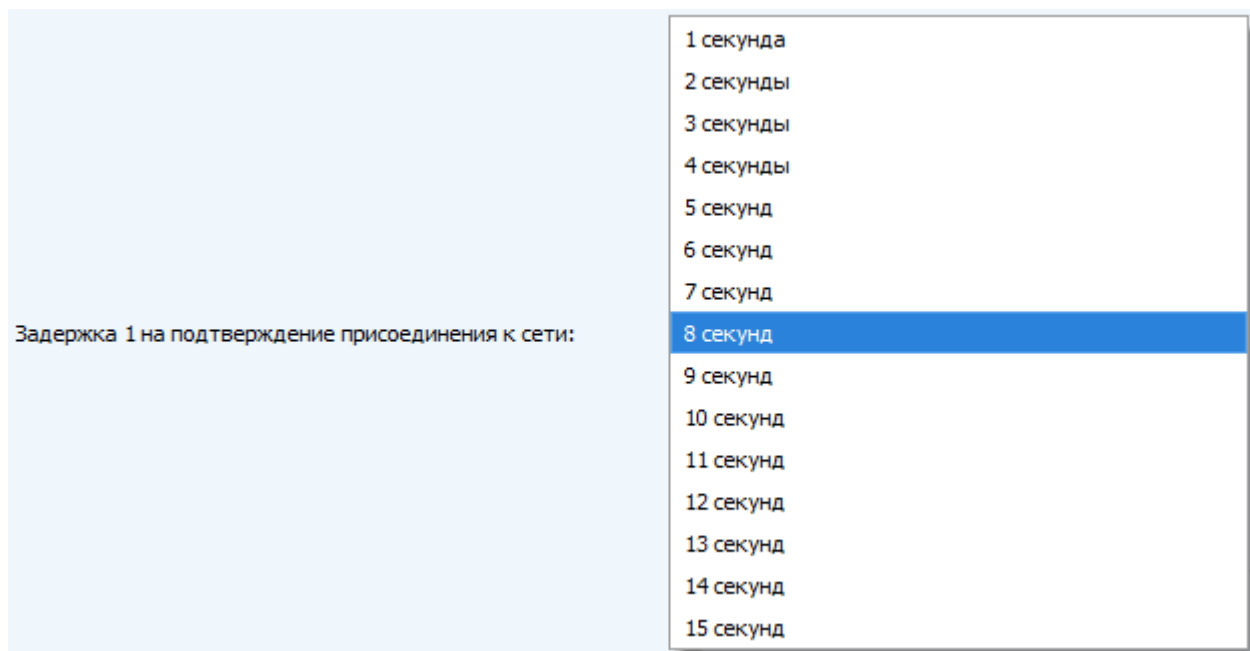 Задержка 1 на подтверждение присоединения к сети:
1 секунда
2 секунды
3 секунды
4 секунды
5 секунд
6 секунд
7 секунд
8 секунд
9 секунд
10 секунд
11 секунд
12 секунд
13 секунд
14 секунд
15 секунд